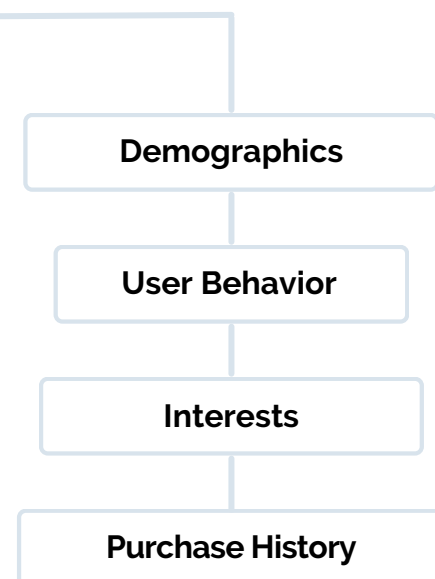 Demographics
User Behavior
Interests
Purchase History